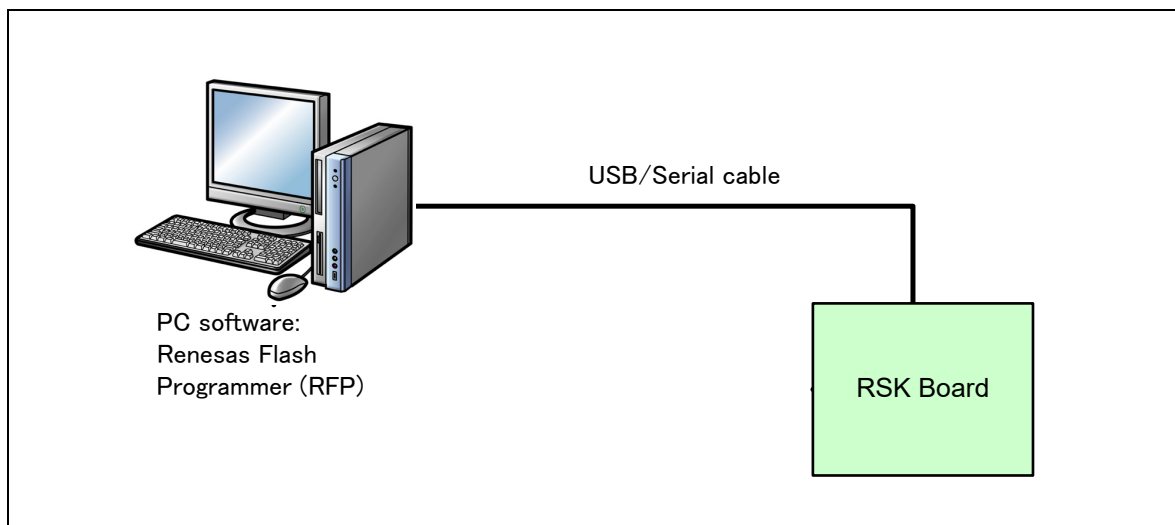 USB/Serial cable
PC software:
Renesas Flash
Programmer (RFP)
RSK Board